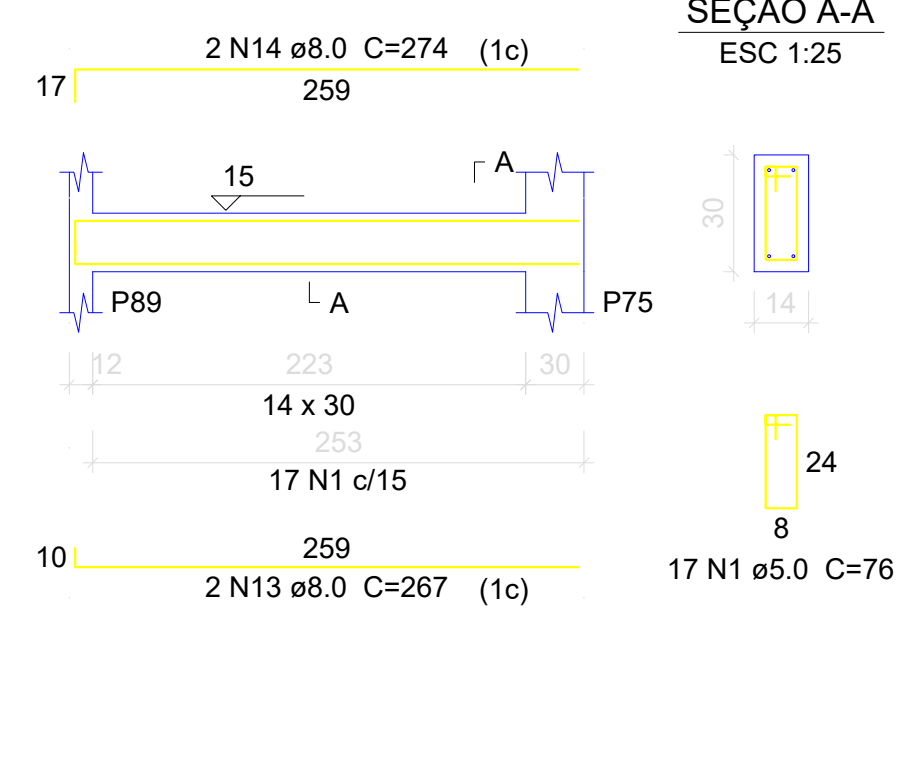 SEÇÃO A-A
ESC 1:25
2 N14 ø8.0 C=274 (1c)
17
259
A
15
30
P89
A
P75
14
12
223
30
14 x 30
253
17 N1 c/15
24
8
17 N1 ø5.0 C=76
10
259
2 N13 ø8.0 C=267 (1c)